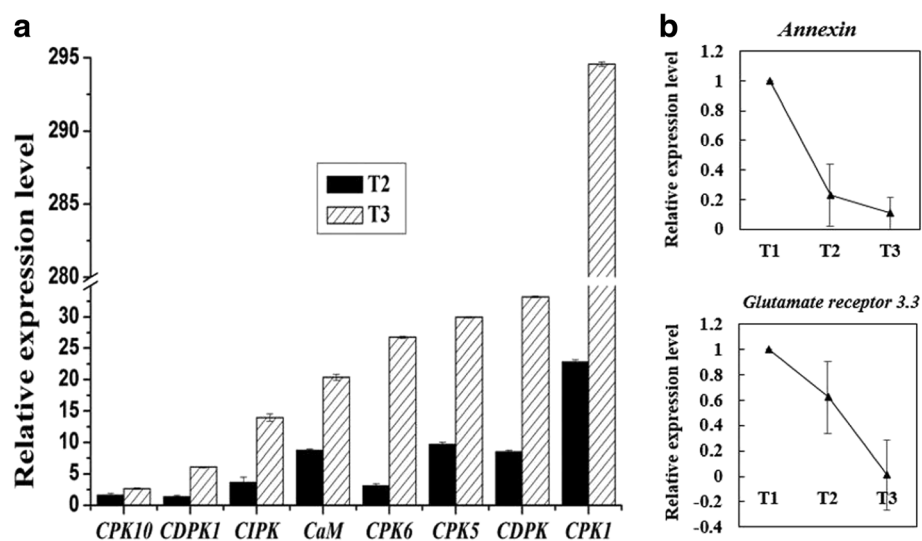 a
Relative expression level
295
290
285
280
30
25
20
15
10
5
0
T2
T3
CPK10 CDPK1 CIPK CaM CPK6 CPK5 CDPK CPK1
b
Annexin
Relative expression level
1.2
1
0.8
0.6
0.4
0.2
0
T1 T2 T3
Glutamate receptor 3.3
Relative expression level
1.2
1
0.8
0.6
0.4
0.2
0
-0.2
-0.4
T1 T2 T3